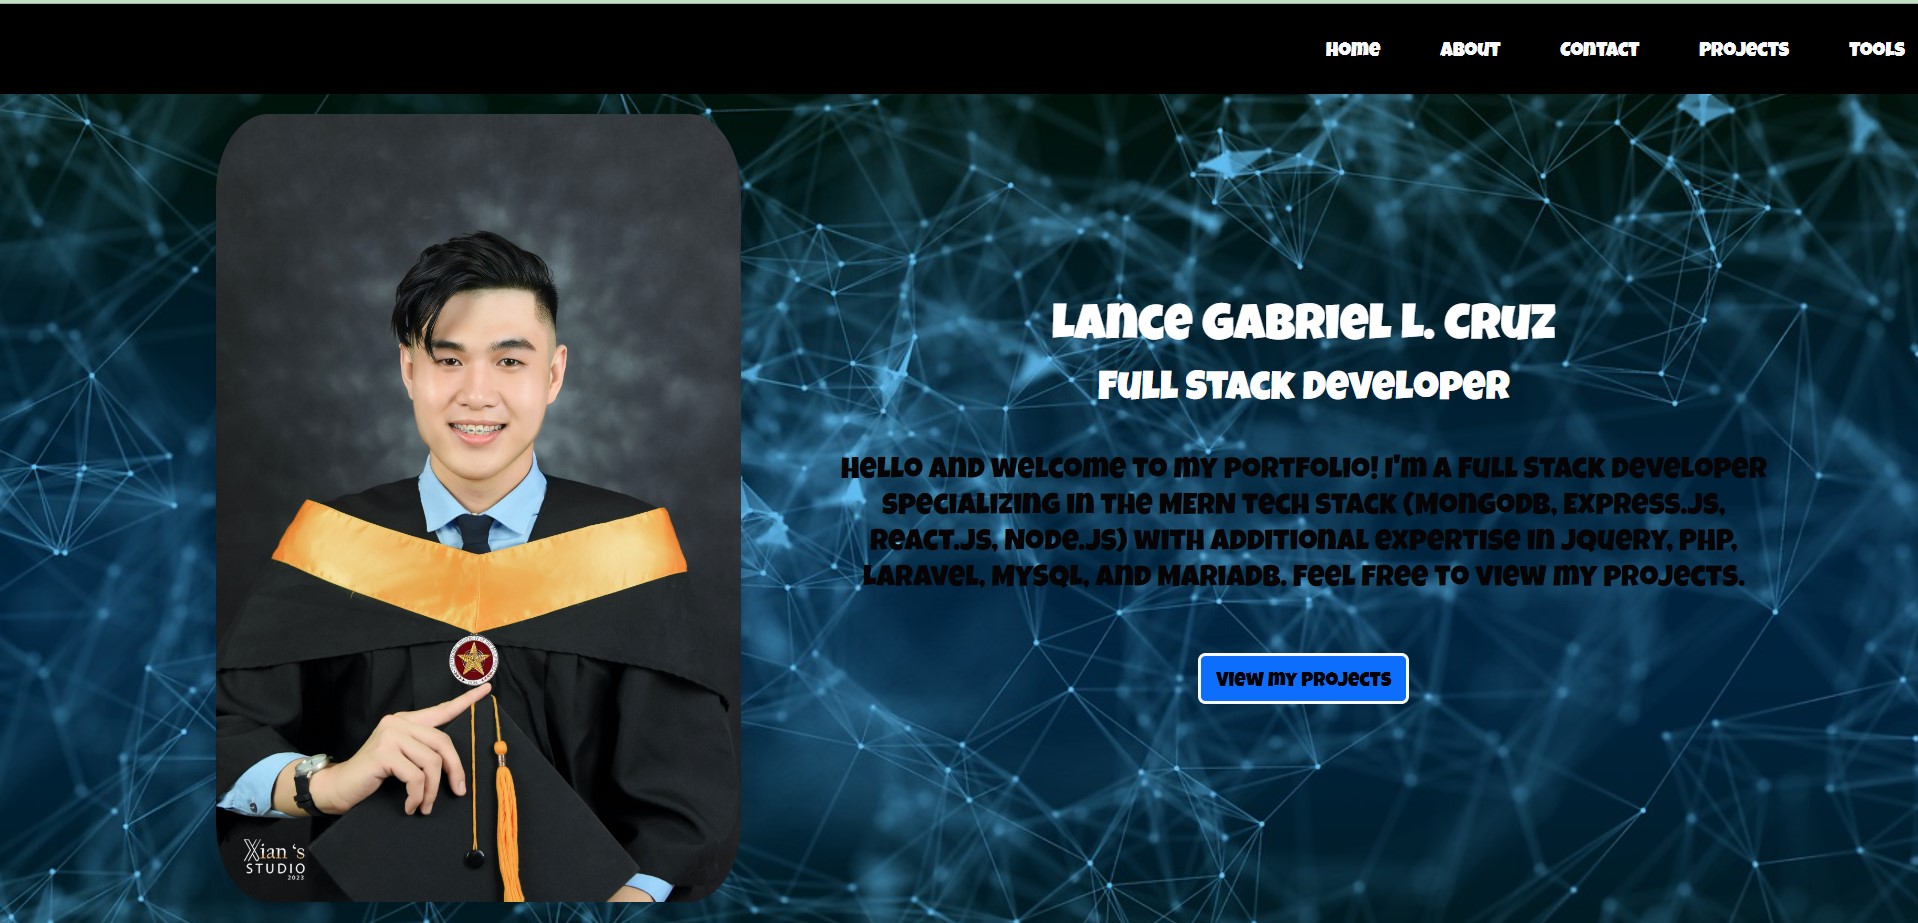 Home
About
Contact
Projects
Tools
Lance Gabriel L. Cruz
Full Stack Developer
Hello and welcome to my portfolio! I'm a Full Stack Developer
specializing in the MERN tech stack (MongoDB, Express.js,
React.js, Node.js) with additional expertise in jQuery, PHP,
Laravel, MySQL, and MariaDB. Feel free to view my projects.
View My Projects
Xian 's
STUDIO
2023